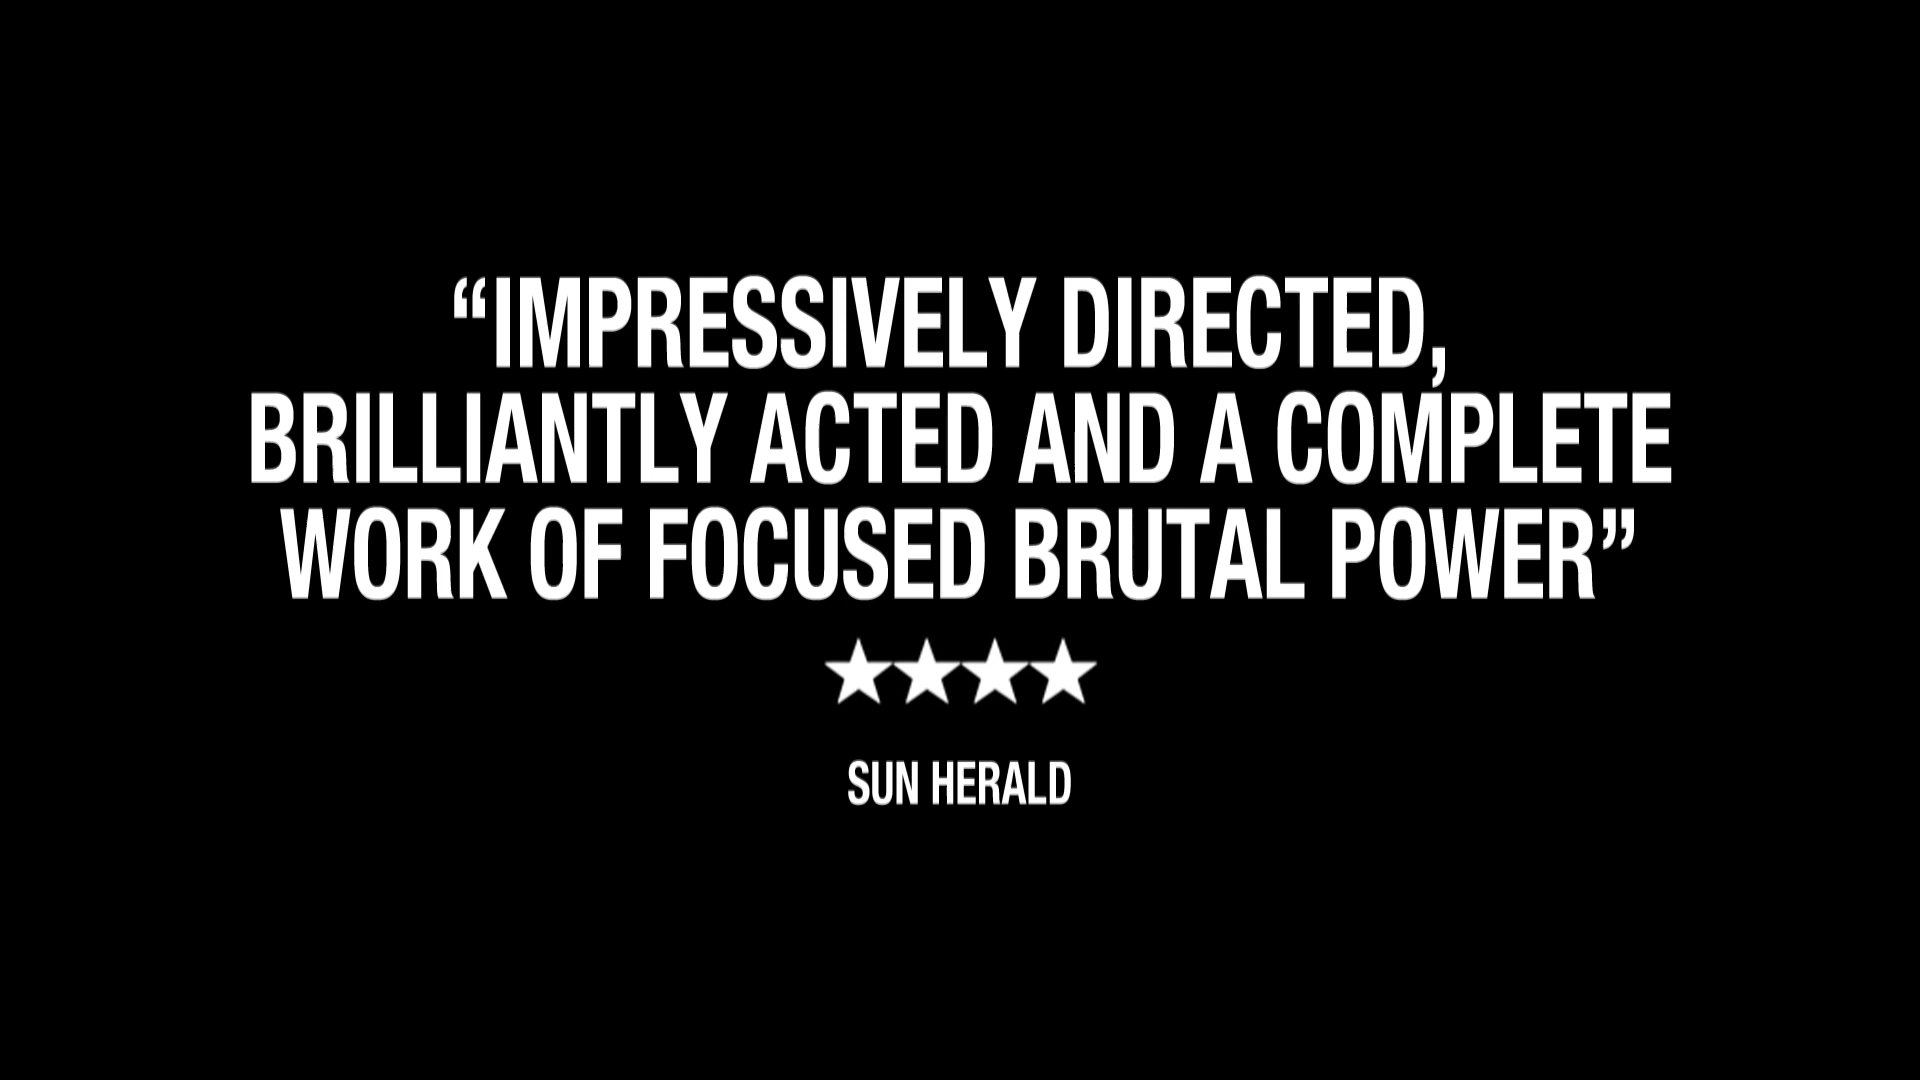 “IMPRESSIVELY DIRECTED,
BRILLIANTLY ACTED AND A COMPLETE
WORK OF FOCUSED BRUTAL POWER”
★★★★
SUN HERALD